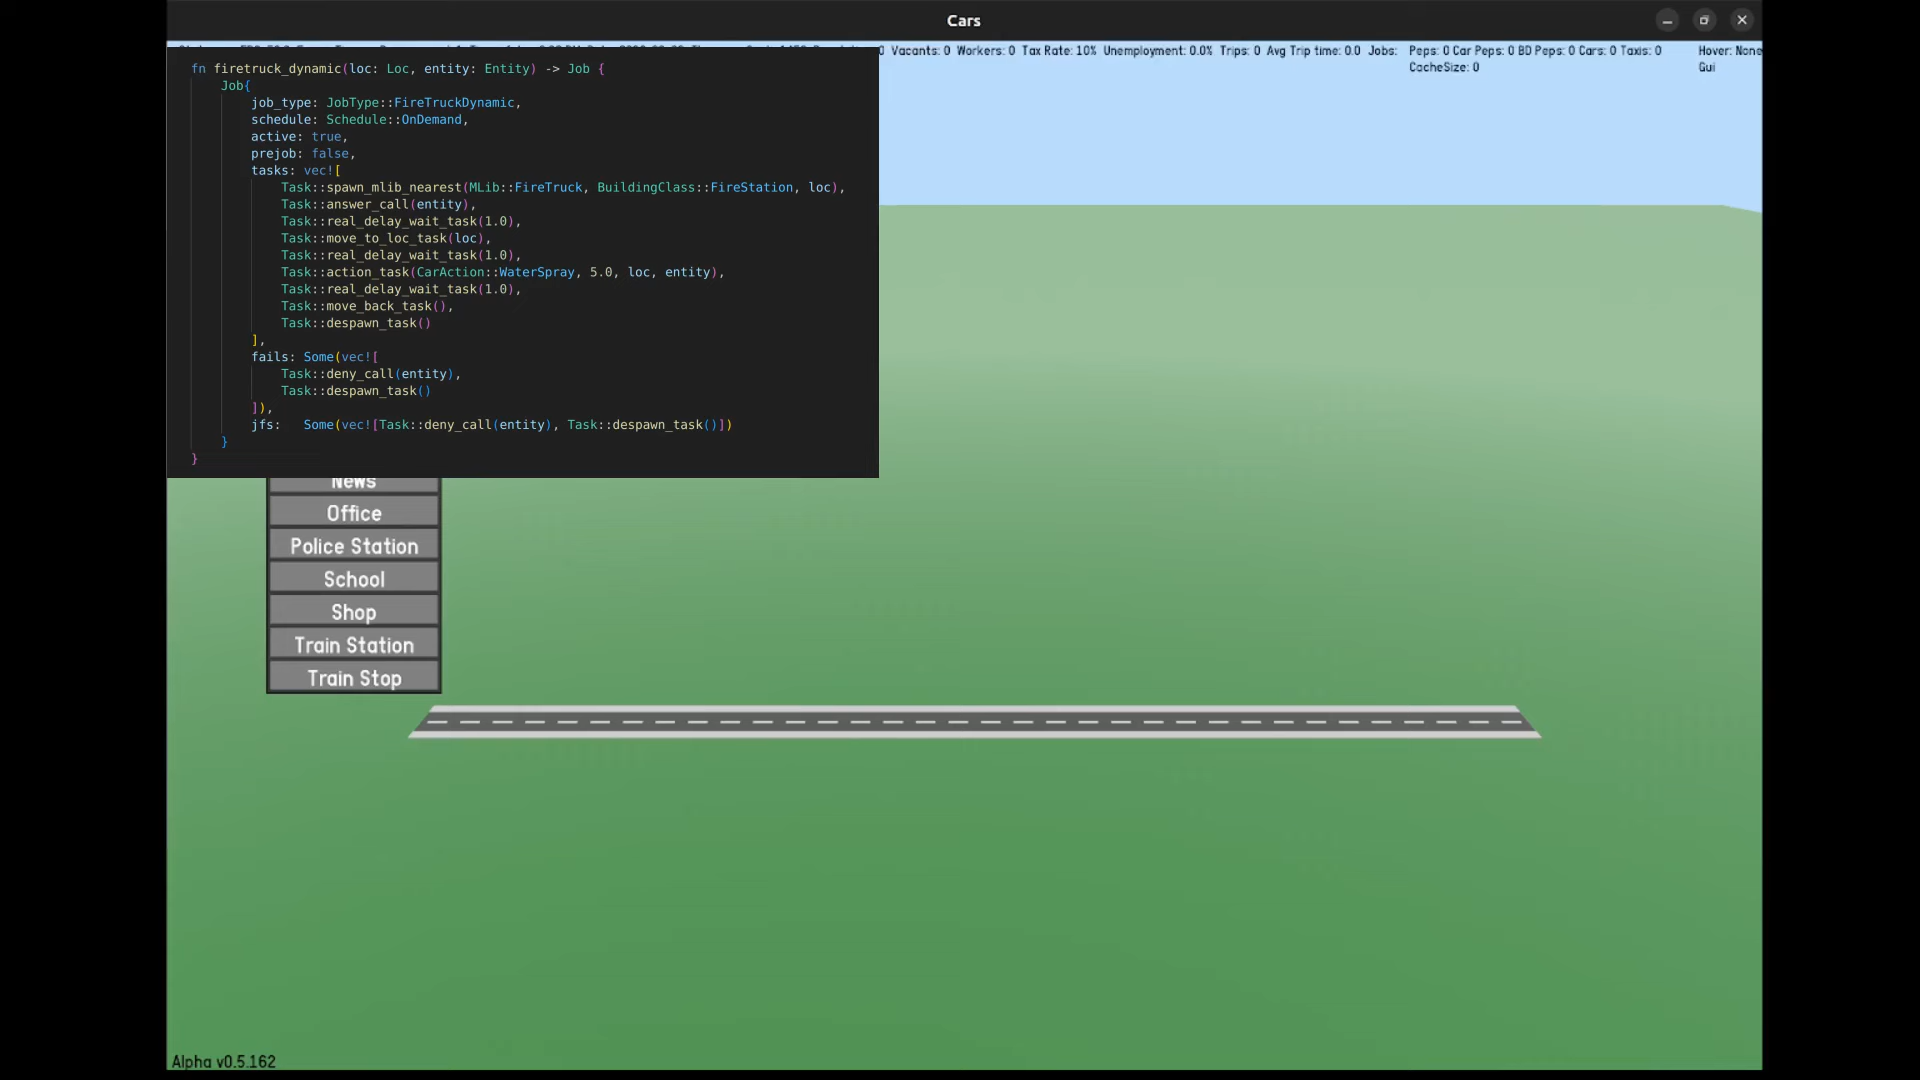 Cars
0 Vacants: 0 Workers: 0 Tax Rate: 10% Unemployment: 0.0% Trips: 0 Avg Trip time: 0.0 Jobs: Peps: 0 Car Peps: 0 BD Peps: 0 Cars: 0 Taxis: 0 Hover: None
CacheSize: 0 Gui
fn firetruck_dynamic(loc: Loc, entity: Entity) -> Job {
Job{
job_type: JobType::FireTruckDynamic,
schedule: Schedule::OnDemand,
active: true,
prejob: false,
tasks: vec![
Task::spawn_mlib_nearest(MLib::FireTruck, BuildingClass::FireStation, loc),
Task::answer_call(entity),
Task::real_delay_wait_task(1.0),
Task::move_to_loc_task(loc),
Task::real_delay_wait_task(1.0),
Task::action_task(CarAction::WaterSpray, 5.0, loc, entity),
Task::real_delay_wait_task(1.0),
Task::move_back_task(),
Task::despawn_task()
],
fails: Some(vec![
Task::deny_call(entity),
Task::despawn_task()
]),
jfs: Some(vec![Task::deny_call(entity), Task::despawn_task()])
}
}
News
Office
Police Station
School
Shop
Train Station
Train Stop
Alpha v0.5.162